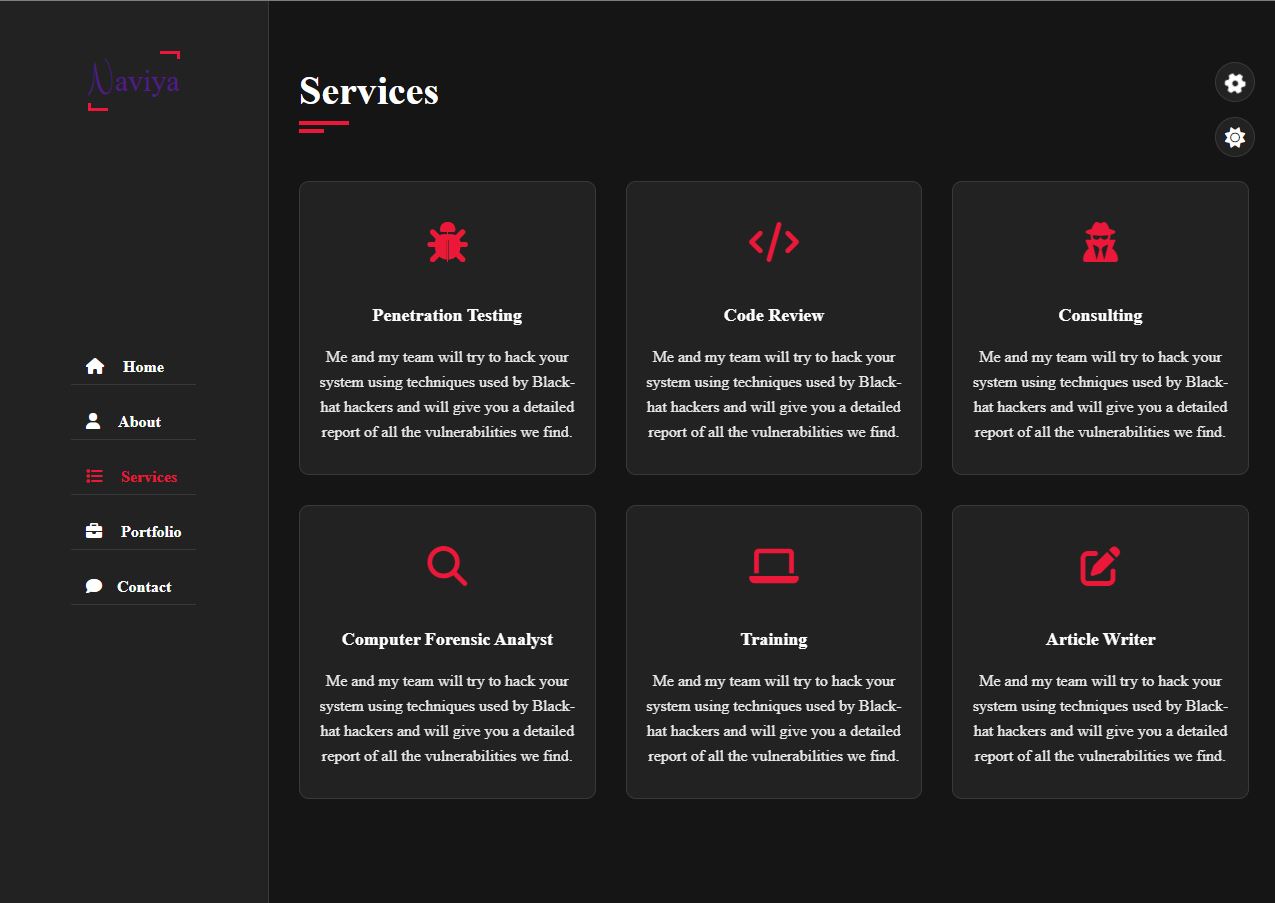 Naviya
Home
About
Services
Portfolio
Contact
Services
Penetration Testing
Me and my team will try to hack your
system using techniques used by Black-
hat hackers and will give you a detailed
report of all the vulnerabilities we find.
Code Review
Me and my team will try to hack your
system using techniques used by Black-
hat hackers and will give you a detailed
report of all the vulnerabilities we find.
Consulting
Me and my team will try to hack your
system using techniques used by Black-
hat hackers and will give you a detailed
report of all the vulnerabilities we find.
Computer Forensic Analyst
Me and my team will try to hack your
system using techniques used by Black-
hat hackers and will give you a detailed
report of all the vulnerabilities we find.
Training
Me and my team will try to hack your
system using techniques used by Black-
hat hackers and will give you a detailed
report of all the vulnerabilities we find.
Article Writer
Me and my team will try to hack your
system using techniques used by Black-
hat hackers and will give you a detailed
report of all the vulnerabilities we find.